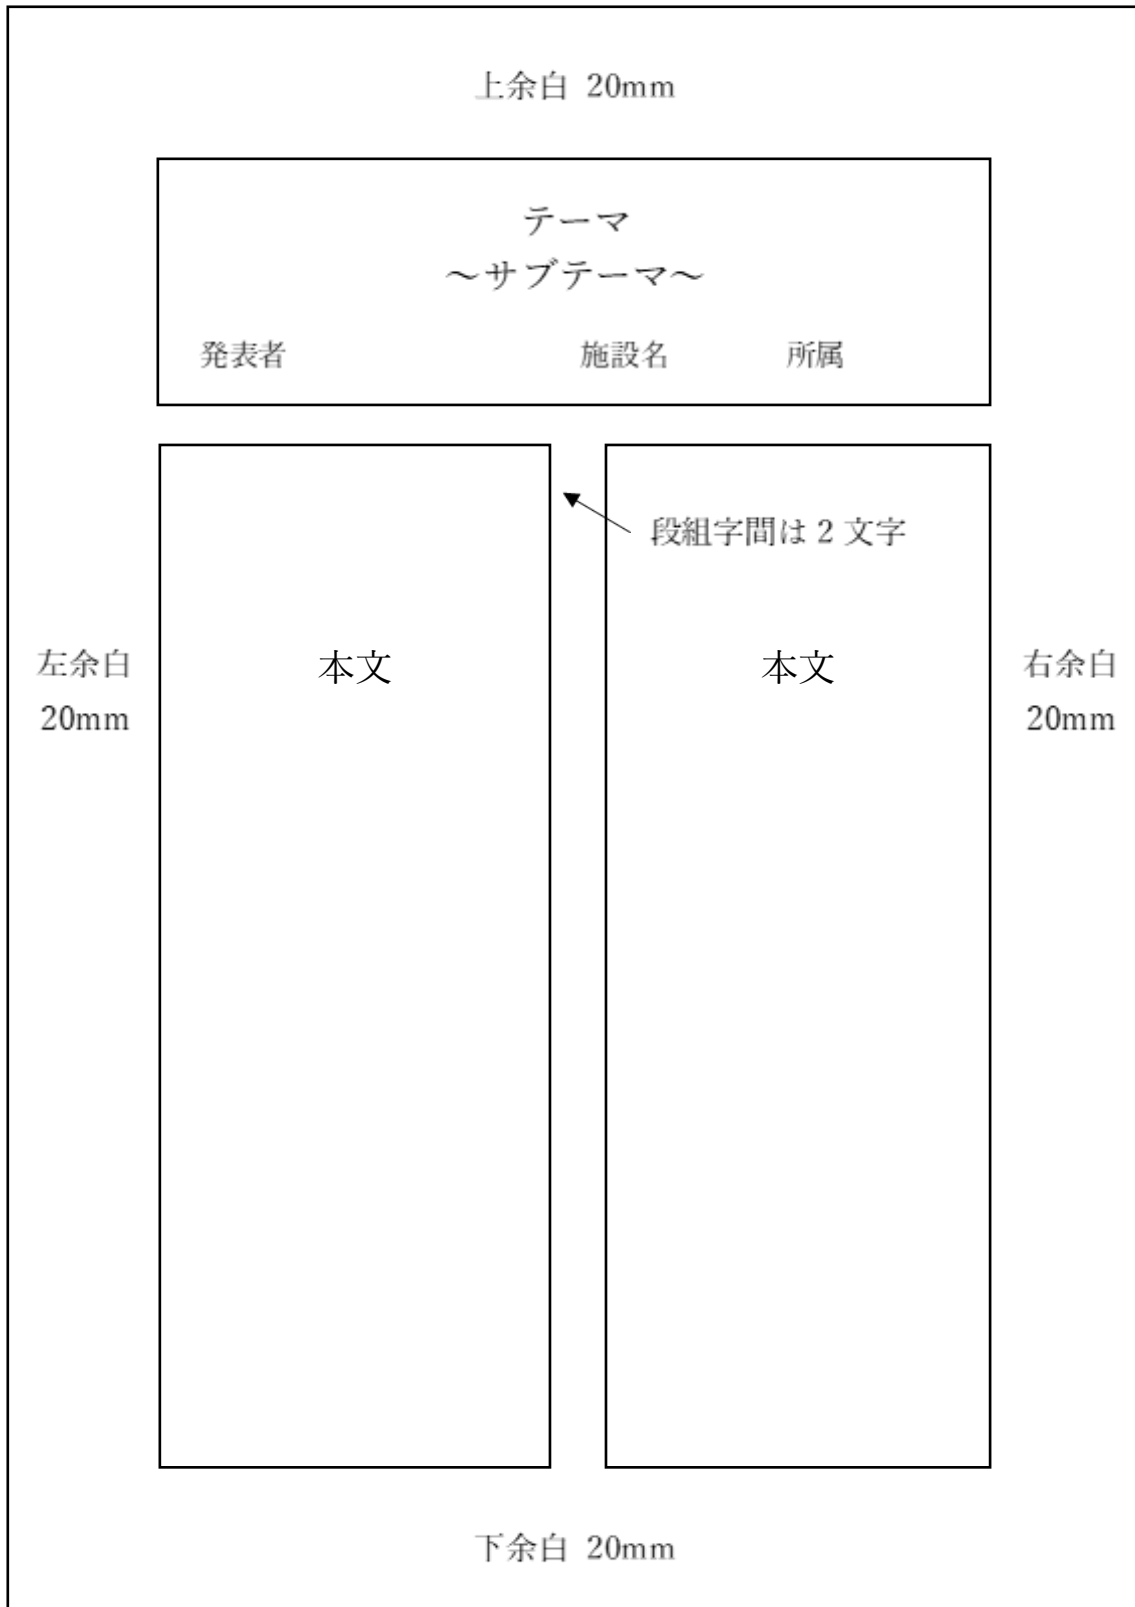 上余白 20mm
テーマ
～サブテーマ～
発表者 施設名 所属
段組字間は 2 文字
左余白
20mm
本文
本文
右余白
20mm
下余白 20mm